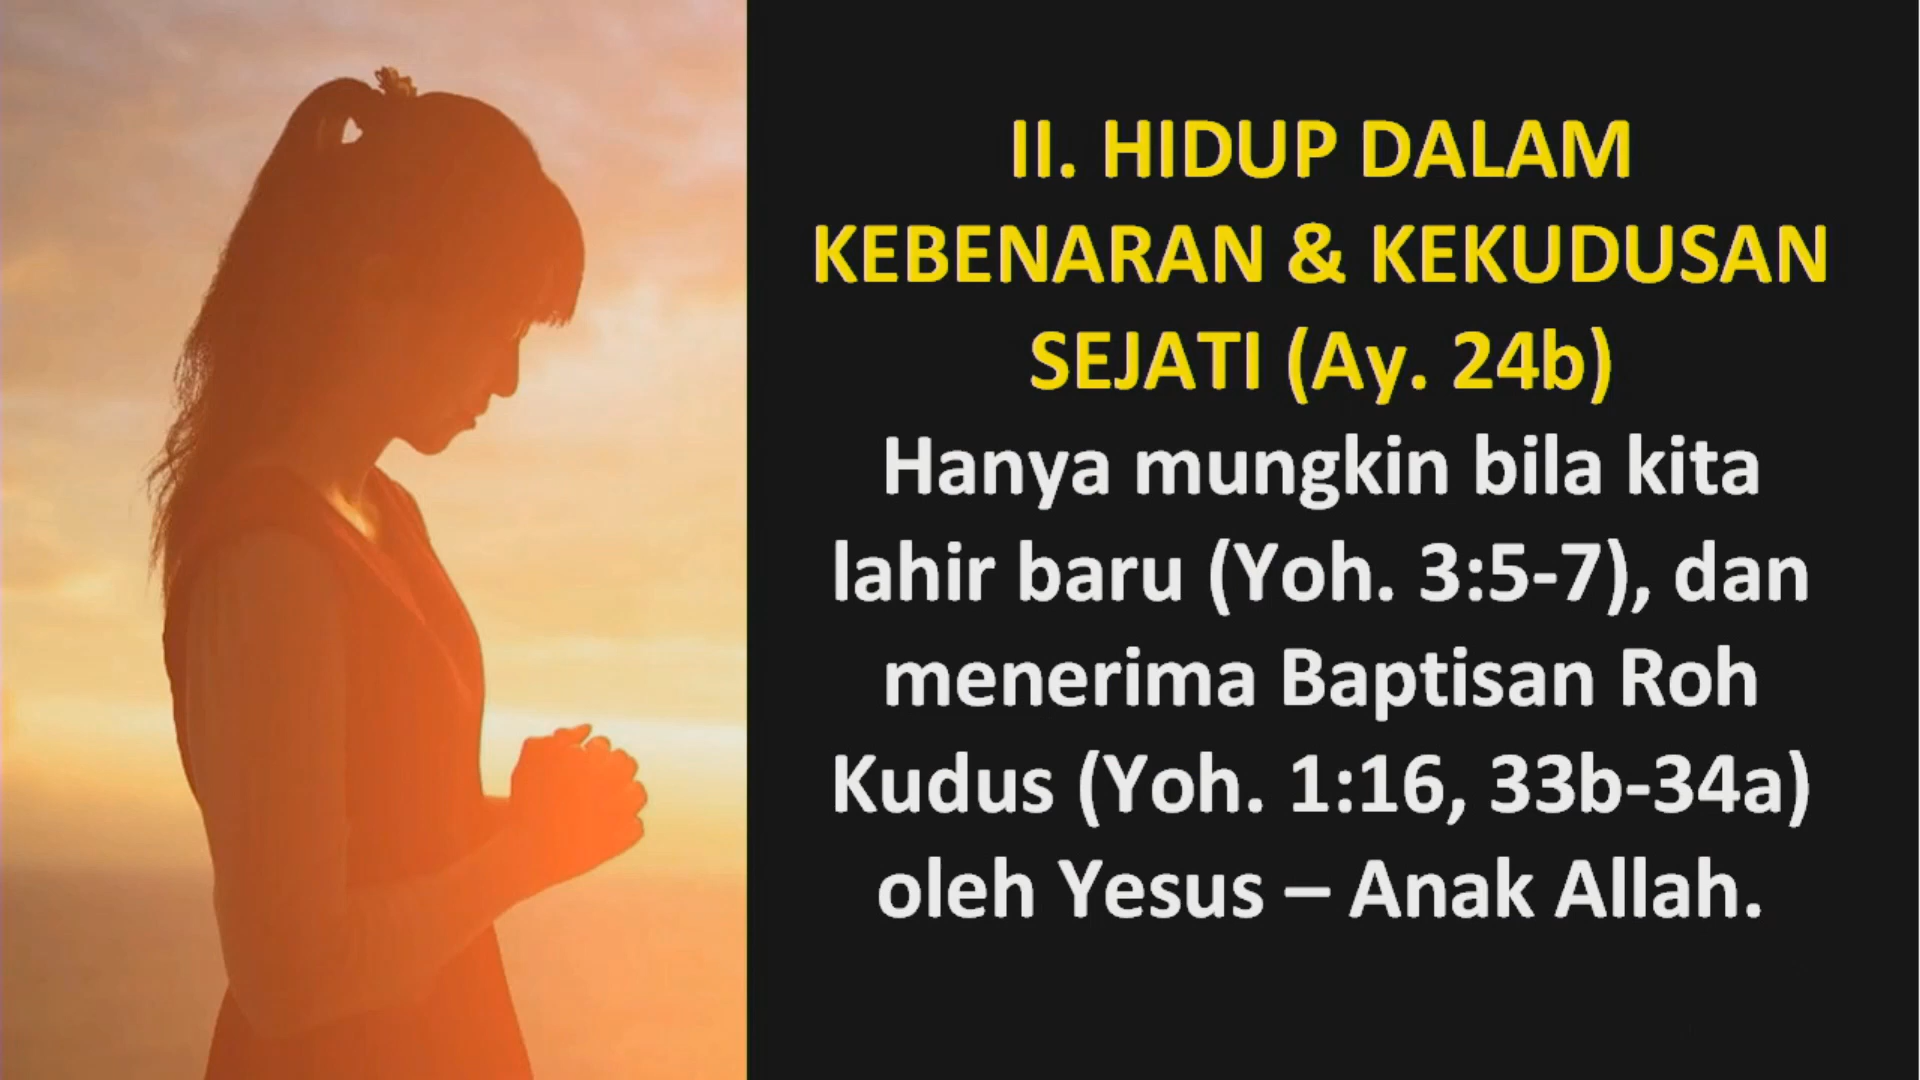 II. HIDUP DALAM
KEBENARAN & KEKUDUSAN
SEJATI (Ay. 24b)
Hanya mungkin bila kita
lahir baru (Yoh. 3:5-7), dan
menerima Baptisan Roh
Kudus (Yoh. 1:16, 33b-34a)
oleh Yesus – Anak Allah.